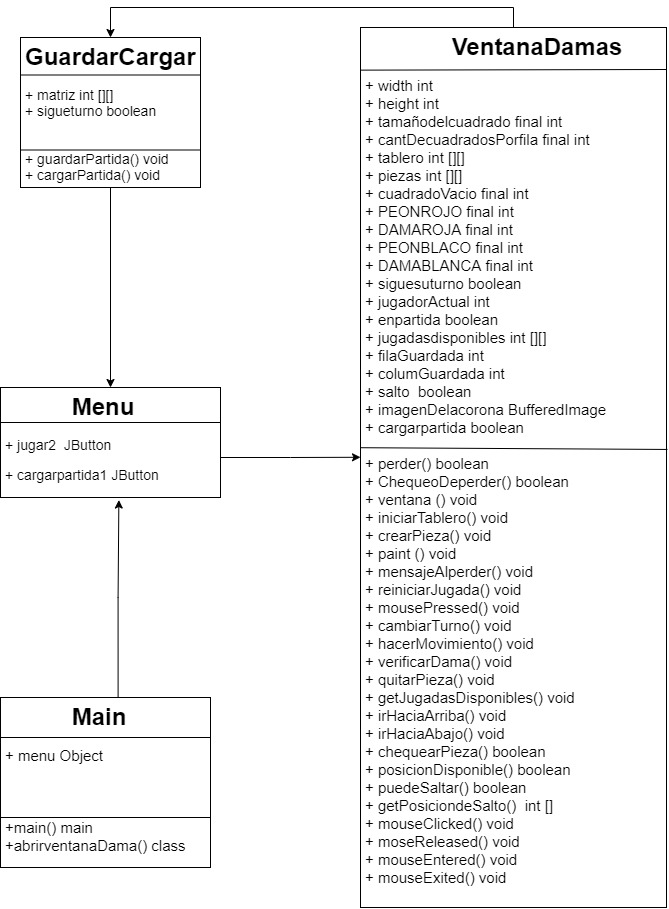 GuardarCargar
+ matriz int [][]
+ sigueturno boolean
+ guardarPartida() void
+ cargarPartida() void
VentanaDamas
+ width int
+ height int
+ tamañodelcuadrado final int
+ cantDecuadradosPorfila final int
+ tablero int [][]
+ piezas int [][]
+ cuadradoVacio final int
+ PEONROJO final int
+ DAMAROJA final int
+ PEONBLACO final int
+ DAMABLANCA final int
+ siguesuturno boolean
+ jugadorActual int
+ enpartida boolean
+ jugadasdisponibles int [][]
+ filaGuardada int
+ columGuardada int
+ salto boolean
+ imagenDelacorona BufferedImage
+ cargarpartida boolean
+ perder() boolean
+ ChequeoDeperder() boolean
+ ventana () void
+ iniciarTablero() void
+ crearPieza() void
+ paint () void
+ mensajeAlperder() void
+ reiniciarJugada() void
+ mousePressed() void
+ cambiarTurno() void
+ hacerMovimiento() void
+ verificarDama() void
+ quitarPieza() void
+ getJugadasDisponibles() void
+ irHaciaArriba() void
+ irHaciaAbajo() void
+ chequearPieza() boolean
+ posicionDisponible() boolean
+ puedeSaltar() boolean
+ getPosiciondeSalto() int []
+ mouseClicked() void
+ moseReleased() void
+ mouseEntered() void
+ mouseExited() void
Menu
+ jugar2 JButton
+ cargarpartida1 JButton
Main
+ menu Object
+main() main
+abrirventanaDama() class